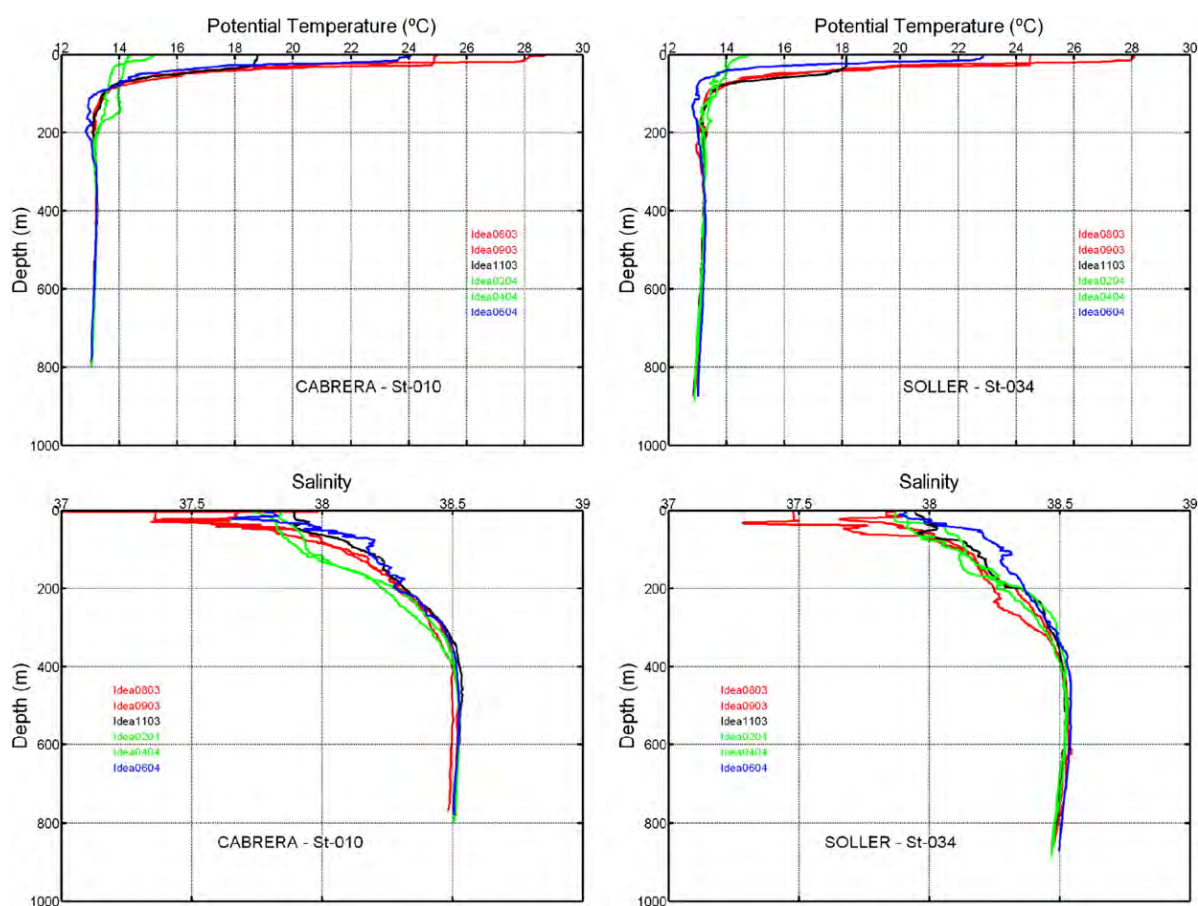 Potential Temperature (ºC)
12 14 16 18 20 22 24 26 28 30
0
200
400
600
800
1000
Depth (m)
Idea0803
Idea0903
Idea1103
Idea0204
Idea0404
Idea0604
CABRERA - St-010
Potential Temperature (ºC)
12 14 16 18 20 22 24 26 28 30
0
200
400
600
800
1000
Depth (m)
Idea0803
Idea0903
Idea1103
Idea0204
Idea0404
Idea0604
SOLLER - St-034
Salinity
37 37.5 38 38.5 39
0
200
400
600
800
1000
Depth (m)
Idea0803
Idea0903
Idea1103
Idea0204
Idea0404
Idea0604
CABRERA - St-010
Salinity
37 37.5 38 38.5 39
0
200
400
600
800
1000
Depth (m)
Idea0803
Idea0903
Idea1103
Idea0204
Idea0404
Idea0604
SOLLER - St-034